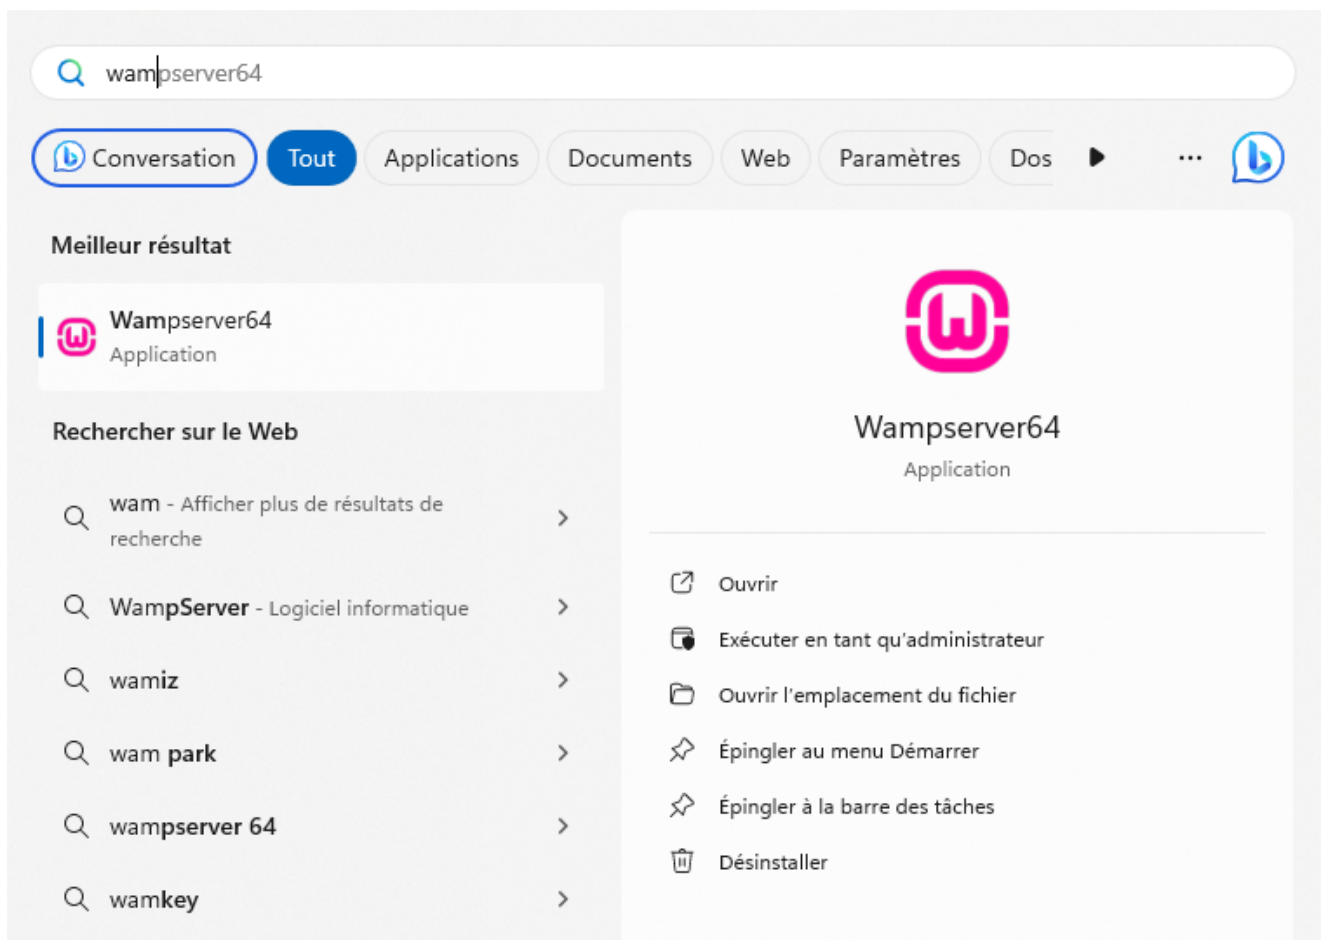 wampserver64
Conversation
Tout
Applications
Documents
Web
Paramètres
Dos
Meilleur résultat
Wampserver64
Application
Rechercher sur le Web
wam - Afficher plus de résultats de
recherche
WampServer - Logiciel informatique
wamiz
wam park
wampserver 64
wamkey
Wampserver64
Application
Ouvrir
Exécuter en tant qu'administrateur
Ouvrir l'emplacement du fichier
Épingler au menu Démarrer
Épingler à la barre des tâches
Désinstaller